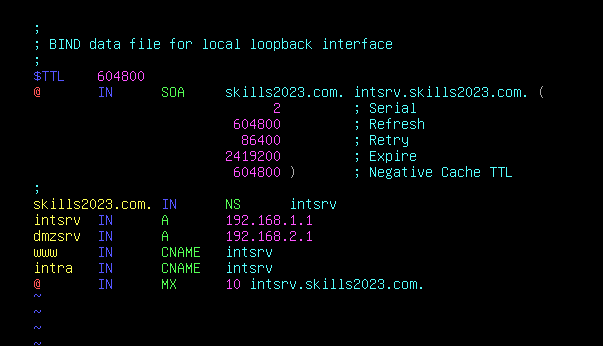 ;
; BIND data file for local loopback interface
;
$TTL    604800
@       IN      SOA     skills2023.com. intsrv.skills2023.com. (
                              2         ; Serial
                         604800         ; Refresh
                          86400         ; Retry
                        2419200         ; Expire
                         604800 )       ; Negative Cache TTL
;
skills2023.com. IN      NS      intsrv
intsrv  IN      A       192.168.1.1
dmzsrv  IN      A       192.168.2.1
www     IN      CNAME   intsrv
intra   IN      CNAME   intsrv
@       IN      MX      10 intsrv.skills2023.com.
~
~
~
~